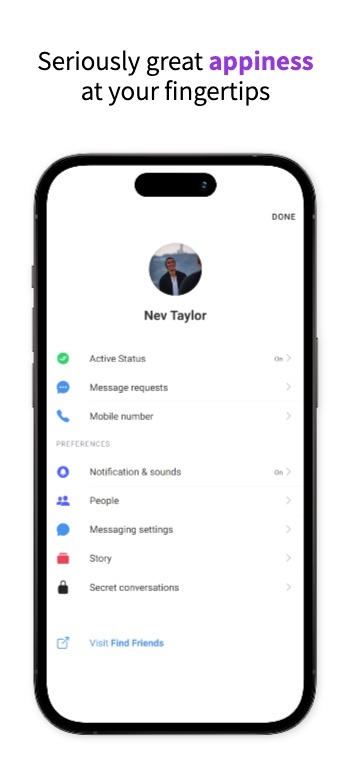 Seriously great appiness
at your fingertips
DONE
Nev Taylor
Active Status On
Message requests
Mobile number
PREFERENCES
Notification & sounds On
People
Messaging settings
Story
Secret conversations
Visit Find Friends